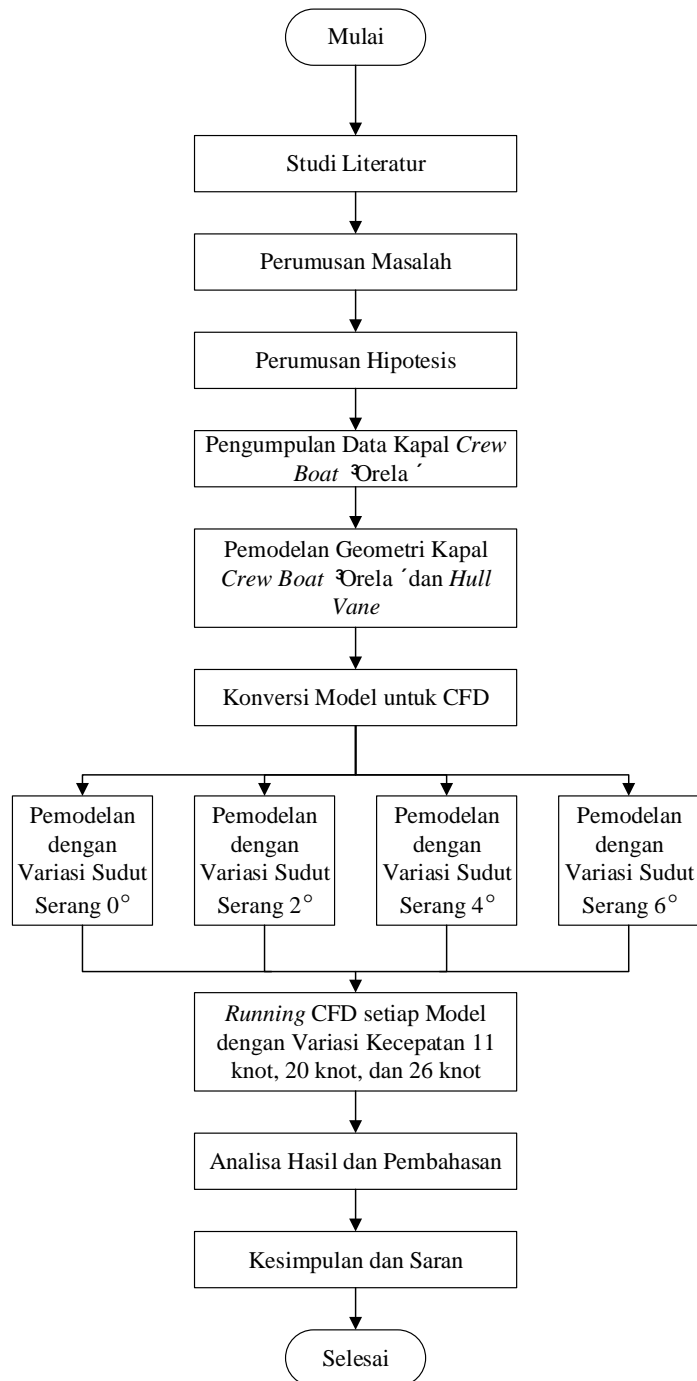 Mulai
Studi Literatur
Perumusan Masalah
Perumusan Hipotesis
Pengumpulan Data Kapal Crew
Boat ³Orela´
Pemodelan Geometri Kapal
Crew Boat ³Orela´ dan Hull
Vane
Konversi Model untuk CFD
Pemodelan
dengan
Variasi Sudut
Serang 0°
Pemodelan
dengan
Variasi Sudut
Serang 2°
Pemodelan
dengan
Variasi Sudut
Serang 4°
Pemodelan
dengan
Variasi Sudut
Serang 6°
Running CFD setiap Model
dengan Variasi Kecepatan 11
knot, 20 knot, dan 26 knot
Analisa Hasil dan Pembahasan
Kesimpulan dan Saran
Selesai